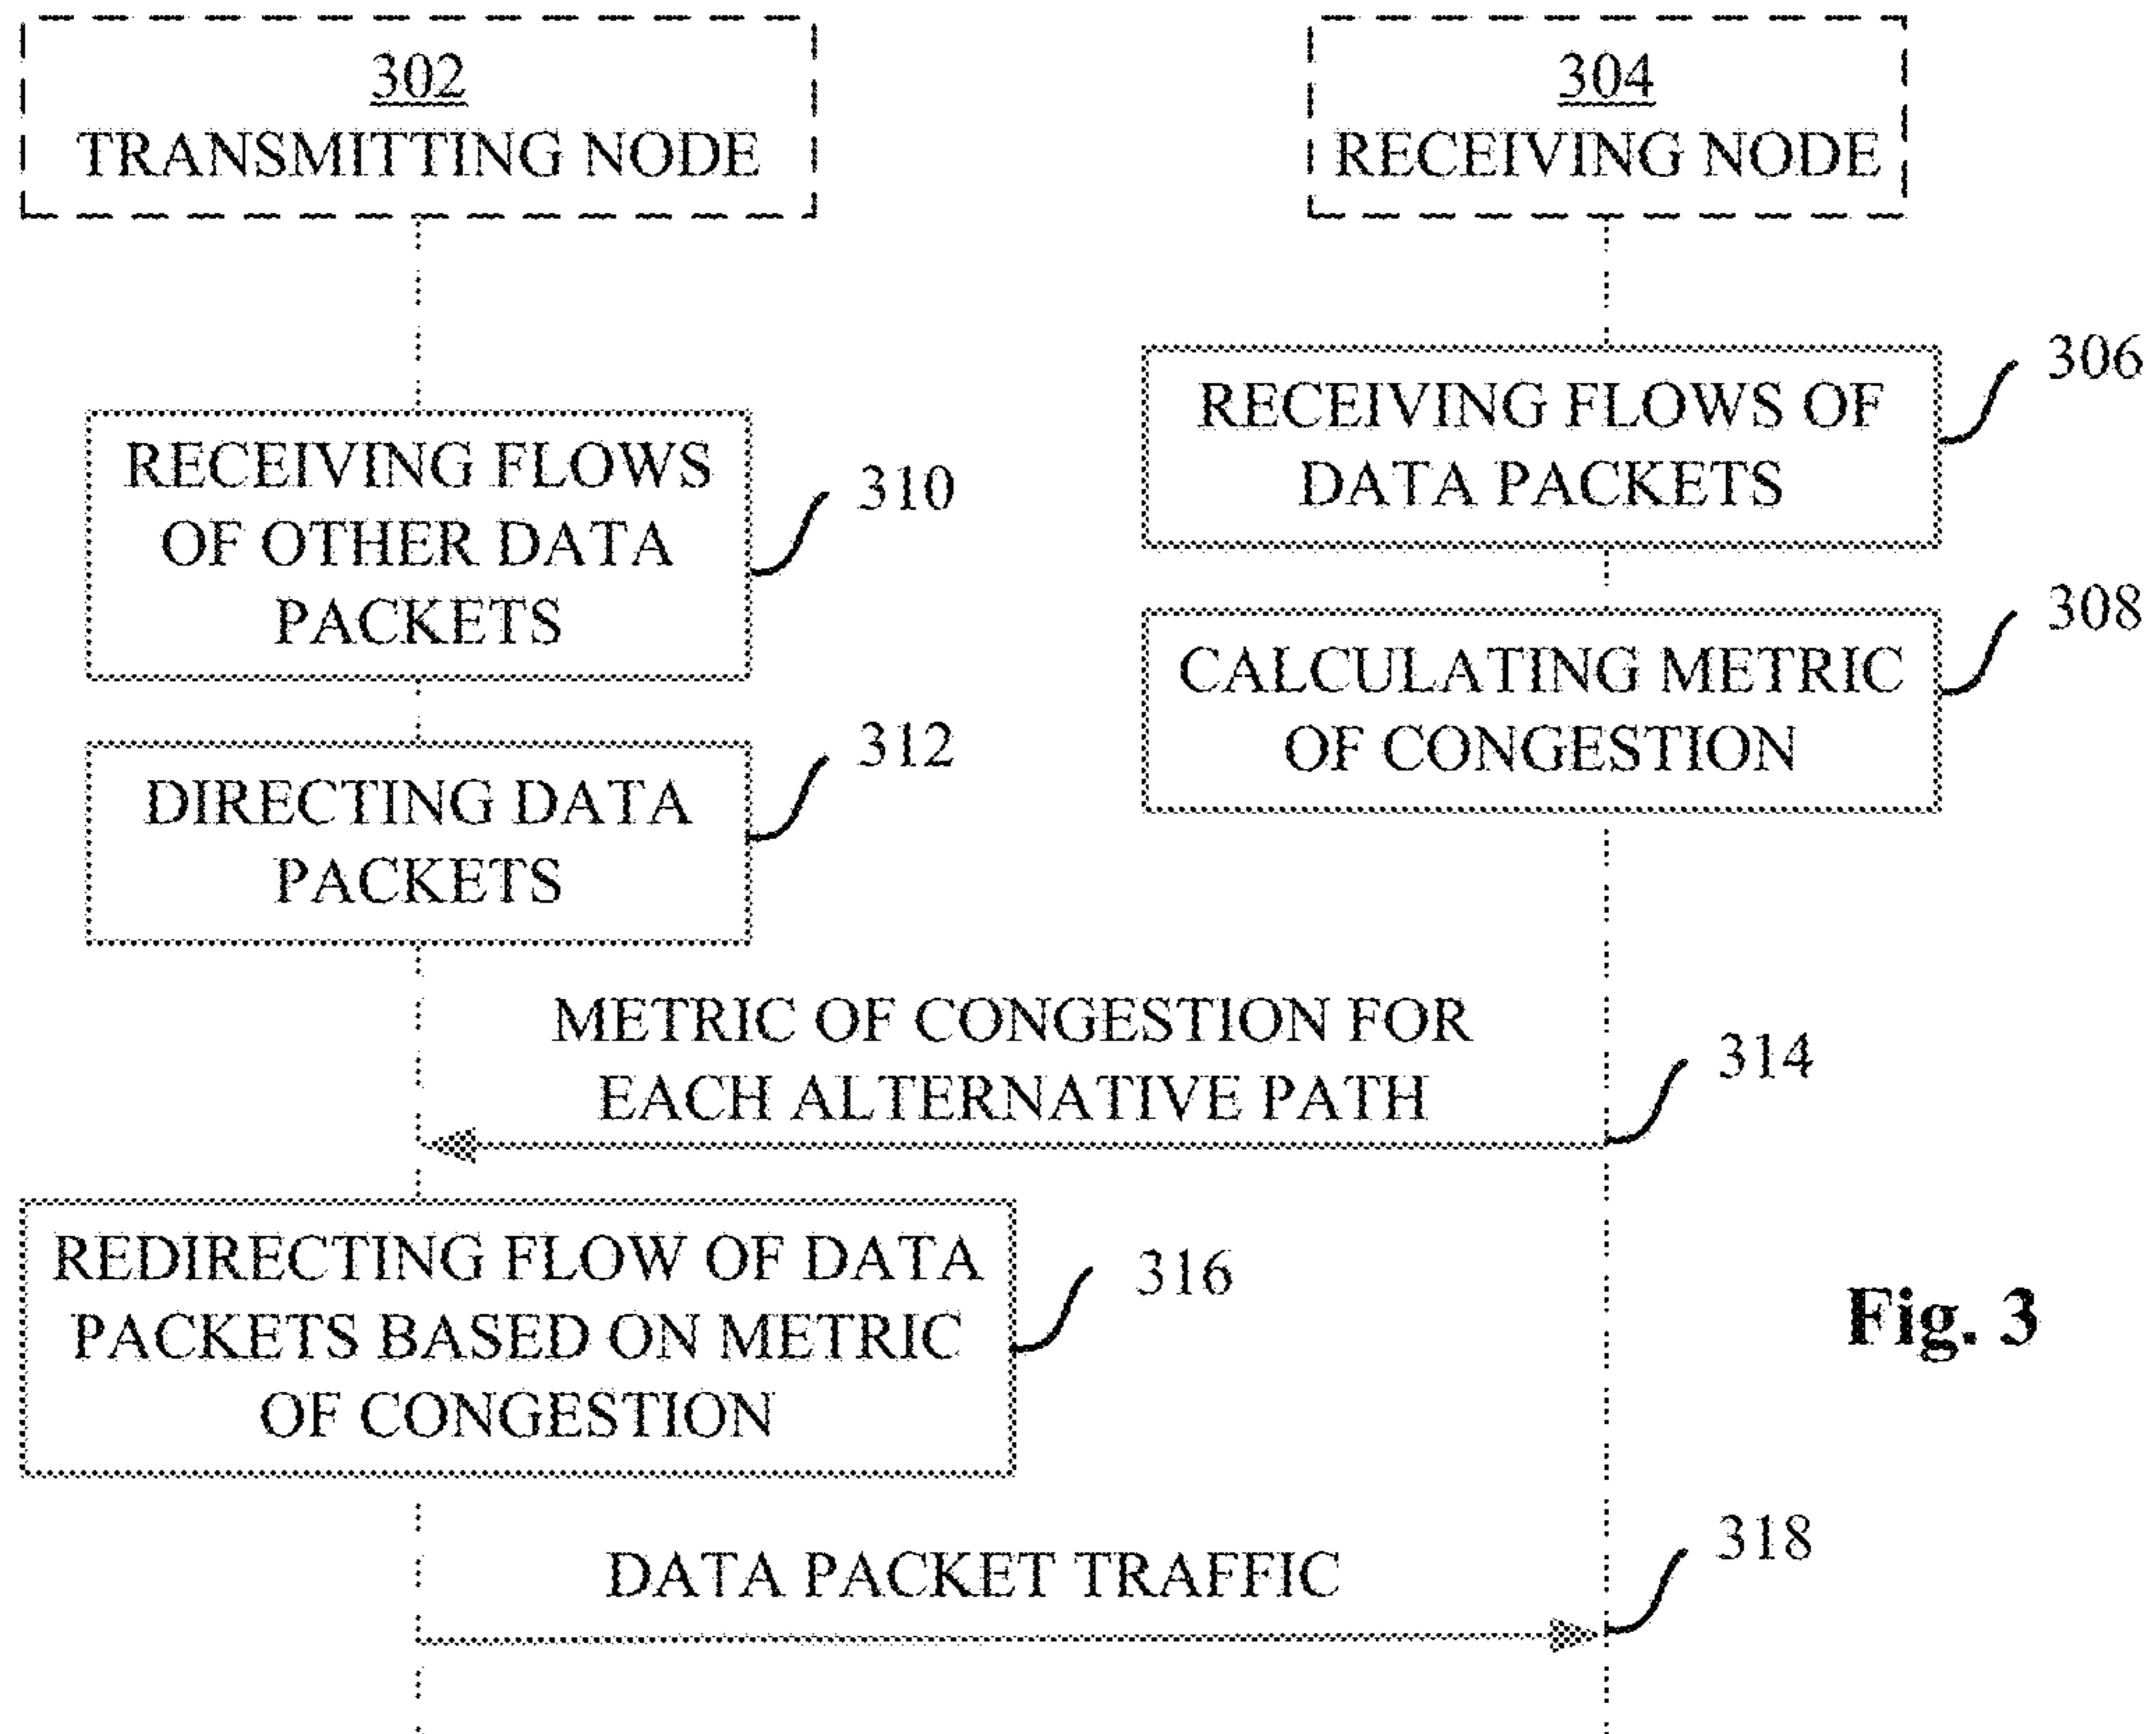 302
TRANSMITTING NODE
304
RECEIVING NODE
306
RECEIVING FLOWS OF
DATA PACKETS
310
RECEIVING FLOWS
OF OTHER DATA
PACKETS
308
CALCULATING METRIC
OF CONGESTION
312
DIRECTING DATA
PACKETS
METRIC OF CONGESTION FOR
EACH ALTERNATIVE PATH
314
REDIRECTING FLOW OF DATA
PACKETS BASED ON METRIC
OF CONGESTION
316
Fig. 3
DATA PACKET TRAFFIC
318